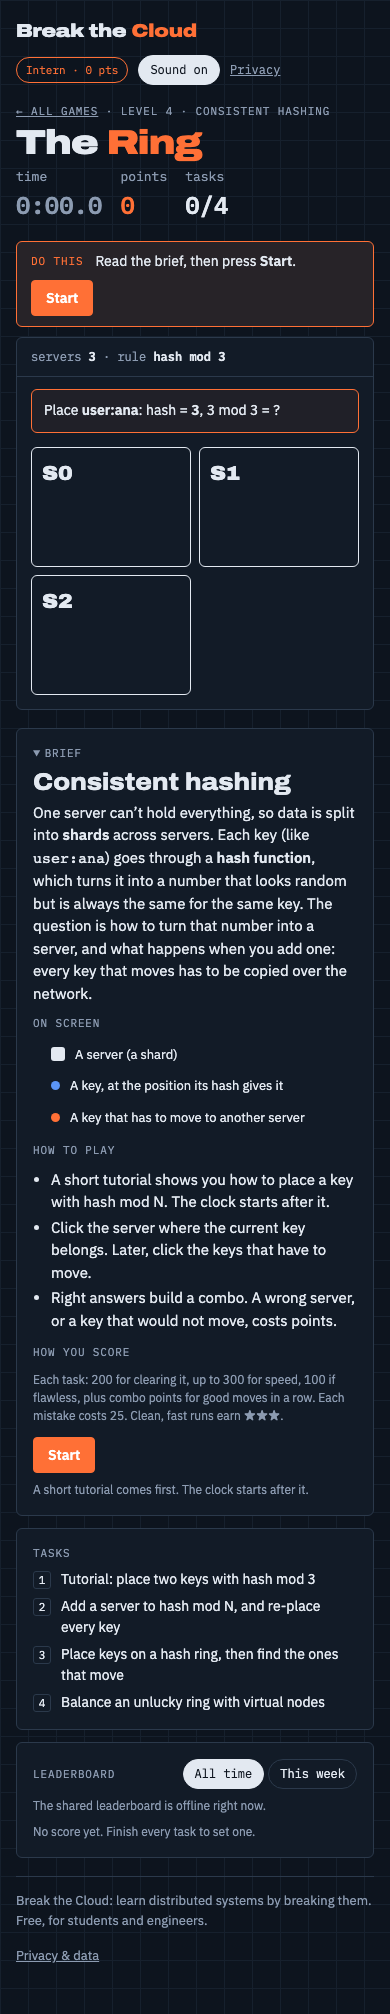 Break the Cloud
Intern · 0 pts
Sound on
Privacy
← ALL GAMES · LEVEL 4 · CONSISTENT HASHING
The Ring
time points tasks
0:00.0 0 0/4
DO THIS Read the brief, then press Start.
Start
servers 3 · rule hash mod 3
Place user:ana: hash = 3, 3 mod 3 = ?
S0
S1
S2
▼ BRIEF
Consistent hashing
One server can’t hold everything, so data is split
into shards across servers. Each key (like
user:ana) goes through a hash function,
which turns it into a number that looks random
but is always the same for the same key. The
question is how to turn that number into a
server, and what happens when you add one:
every key that moves has to be copied over the
network.
ON SCREEN
A server (a shard)
A key, at the position its hash gives it
A key that has to move to another server
HOW TO PLAY
• A short tutorial shows you how to place a key
with hash mod N. The clock starts after it.
• Click the server where the current key
belongs. Later, click the keys that have to
move.
• Right answers build a combo. A wrong server,
or a key that would not move, costs points.
HOW YOU SCORE
Each task: 200 for clearing it, up to 300 for speed, 100 if
flawless, plus combo points for good moves in a row. Each
mistake costs 25. Clean, fast runs earn ★★★.
Start
A short tutorial comes first. The clock starts after it.
TASKS
1 Tutorial: place two keys with hash mod 3
2 Add a server to hash mod N, and re-place
every key
3 Place keys on a hash ring, then find the ones
that move
4 Balance an unlucky ring with virtual nodes
LEADERBOARD
All time
This week
The shared leaderboard is offline right now.
No score yet. Finish every task to set one.
Break the Cloud: learn distributed systems by breaking them.
Free, for students and engineers.
Privacy & data